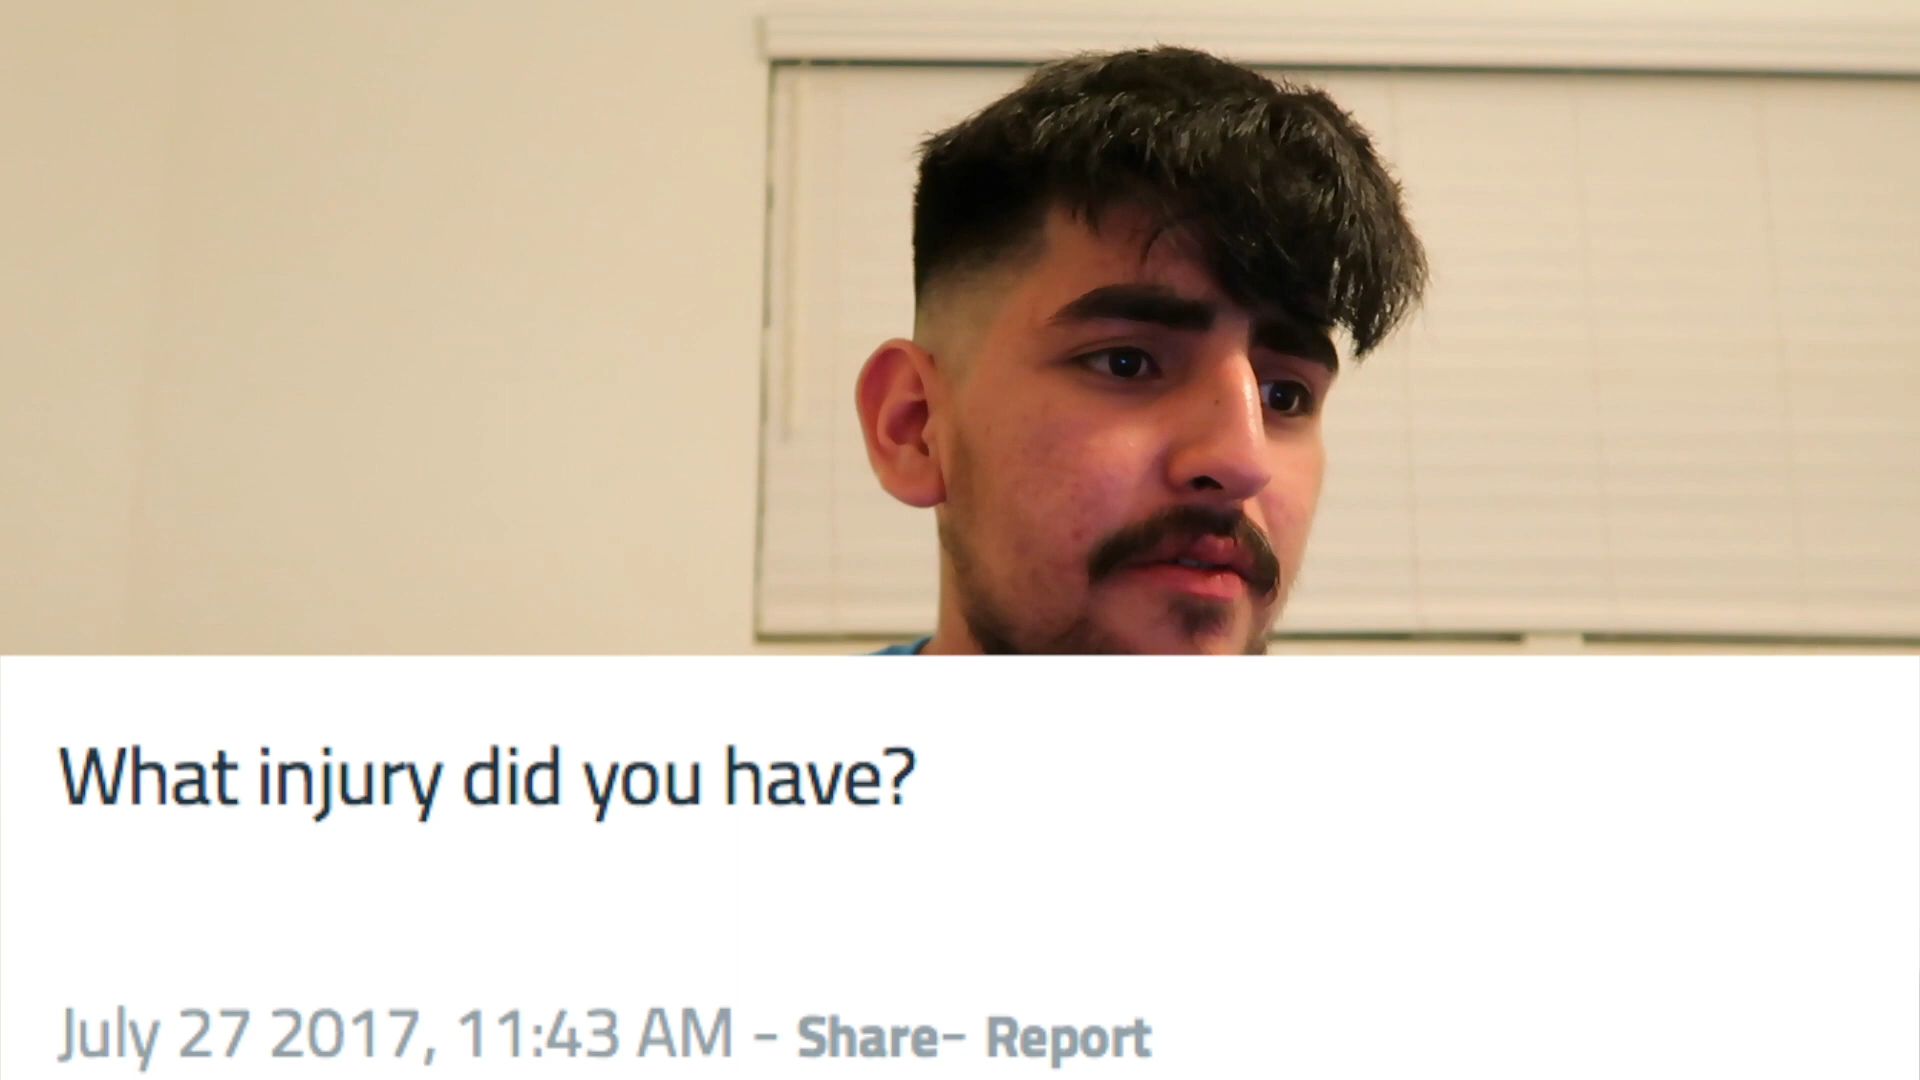 What injury did you have?
July 27 2017, 11:43 AM - Share- Report